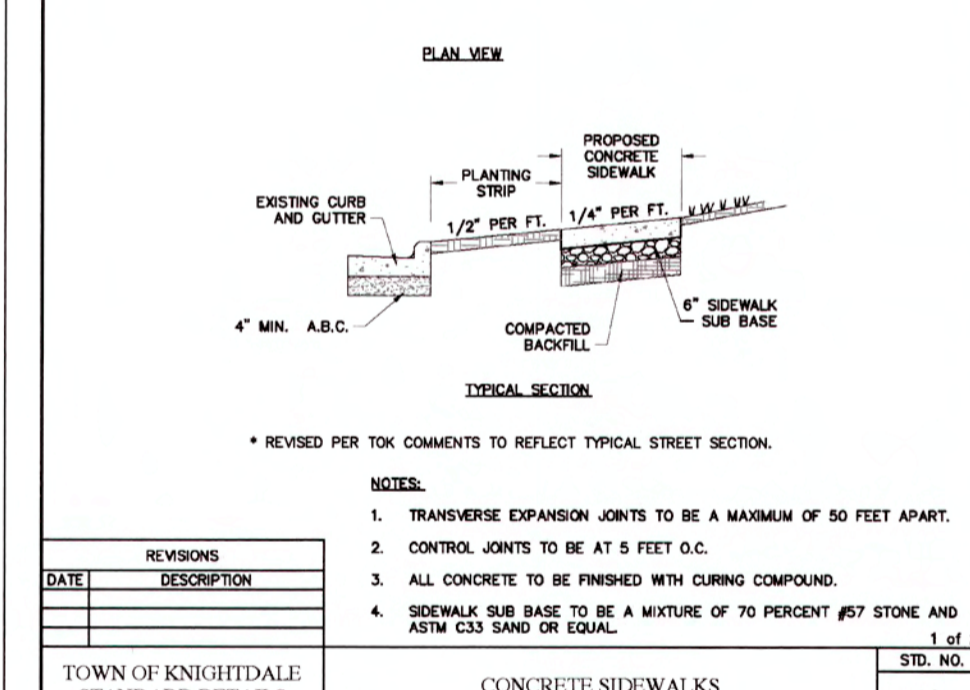 PLAN VIEW
PROPOSED
CONCRETE
SIDEWALK
PLANTING
STRIP
EXISTING CURB
AND GUTTER
1/2" PER FT.
1/4" PER FT.
4" MIN. A.B.C.
COMPACTED
BACKFILL
6" SIDEWALK
SUB BASE
TYPICAL SECTION
* REVISED PER TOK COMMENTS TO REFLECT TYPICAL STREET SECTION.
NOTES:
1. TRANSVERSE EXPANSION JOINTS TO BE A MAXIMUM OF 50 FEET APART.
2. CONTROL JOINTS TO BE AT 5 FEET O.C.
3. ALL CONCRETE TO BE FINISHED WITH CURING COMPOUND.
4. SIDEWALK SUB BASE TO BE A MIXTURE OF 70 PERCENT #57 STONE AND
ASTM C33 SAND OR EQUAL
1 of
REVISIONS
DATE DESCRIPTION
TOWN OF KNIGHTDALE
STANDARD DETAILS
CONCRETE SIDEWALKS
STD. NO.